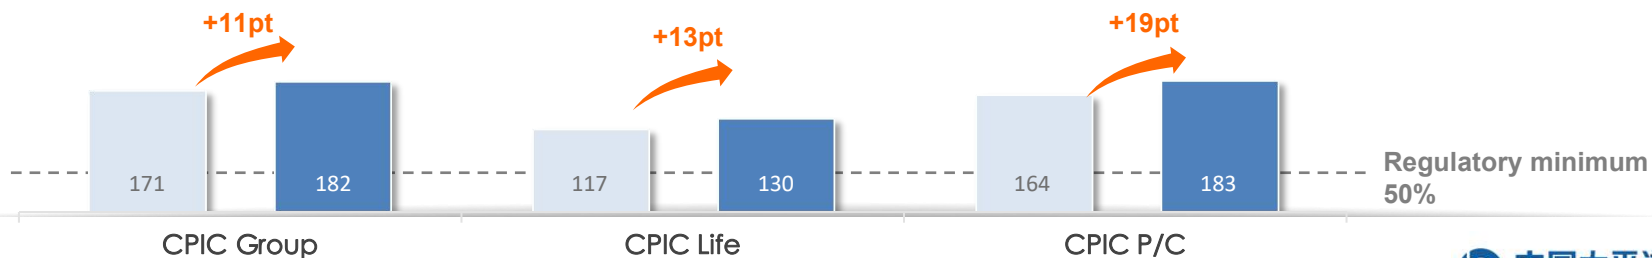 +11pt
+13pt
+19pt
171
182
117
130
164
183
Regulatory minimum
50%
CPIC Group
CPIC Life
CPIC P/C